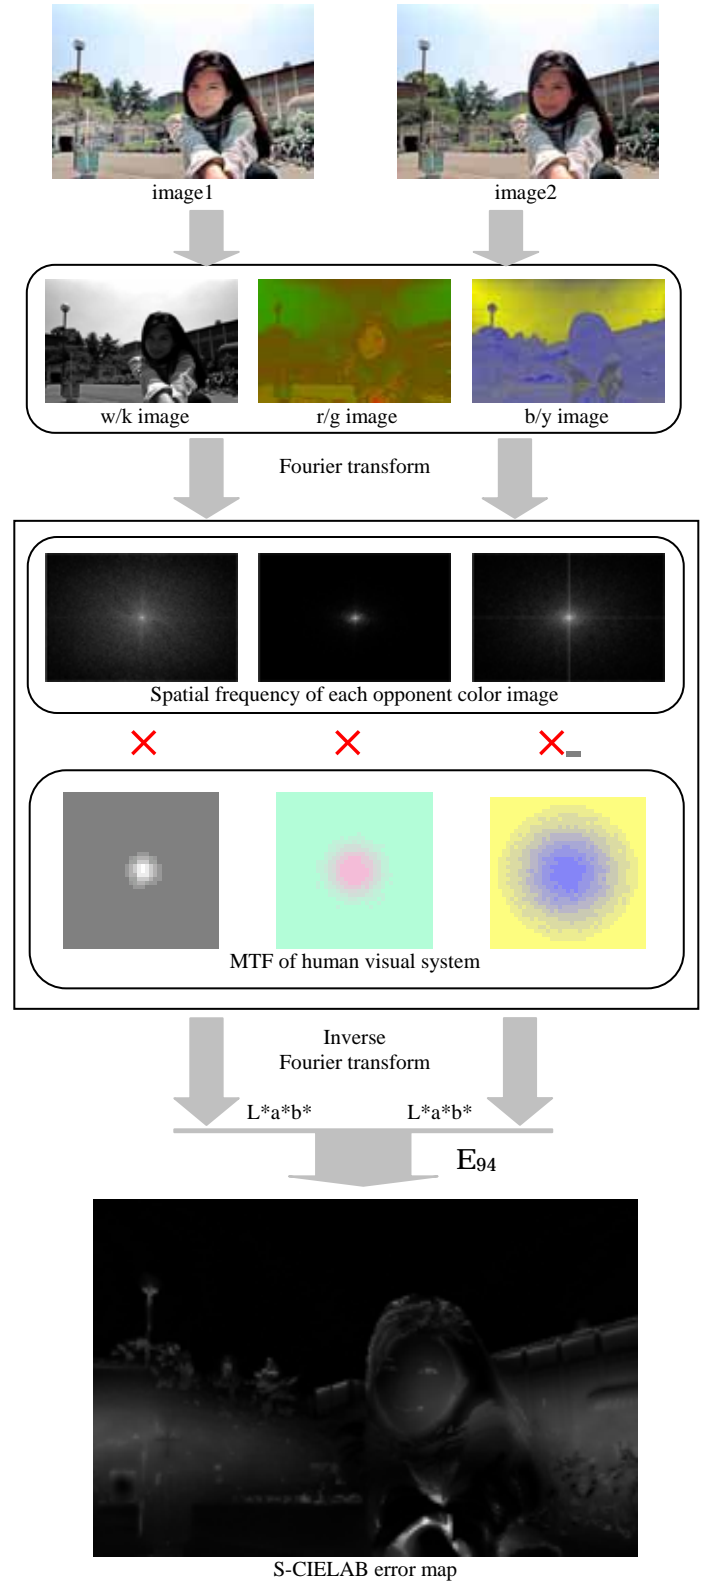 image1
image2
w/k image
r/g image
b/y image
Fourier transform
Spatial frequency of each opponent color image
MTF of human visual system
Inverse
Fourier transform
L*a*b*
L*a*b*
E94
S-CIELAB error map